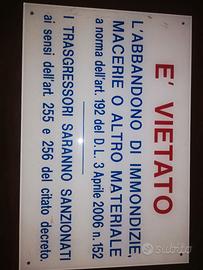 E' VIETATO
L'ABBANDONO DI IMMONDIZIE,
MACERIE O ALTRO MATERIALE
a norma dell'art. 192 del D.L. 3 Aprile 2006 n. 152
I TRASGRESSORI SARANNO SANZIONATI
ai sensi dell'art. 255 e 256 del citato decreto.
subito